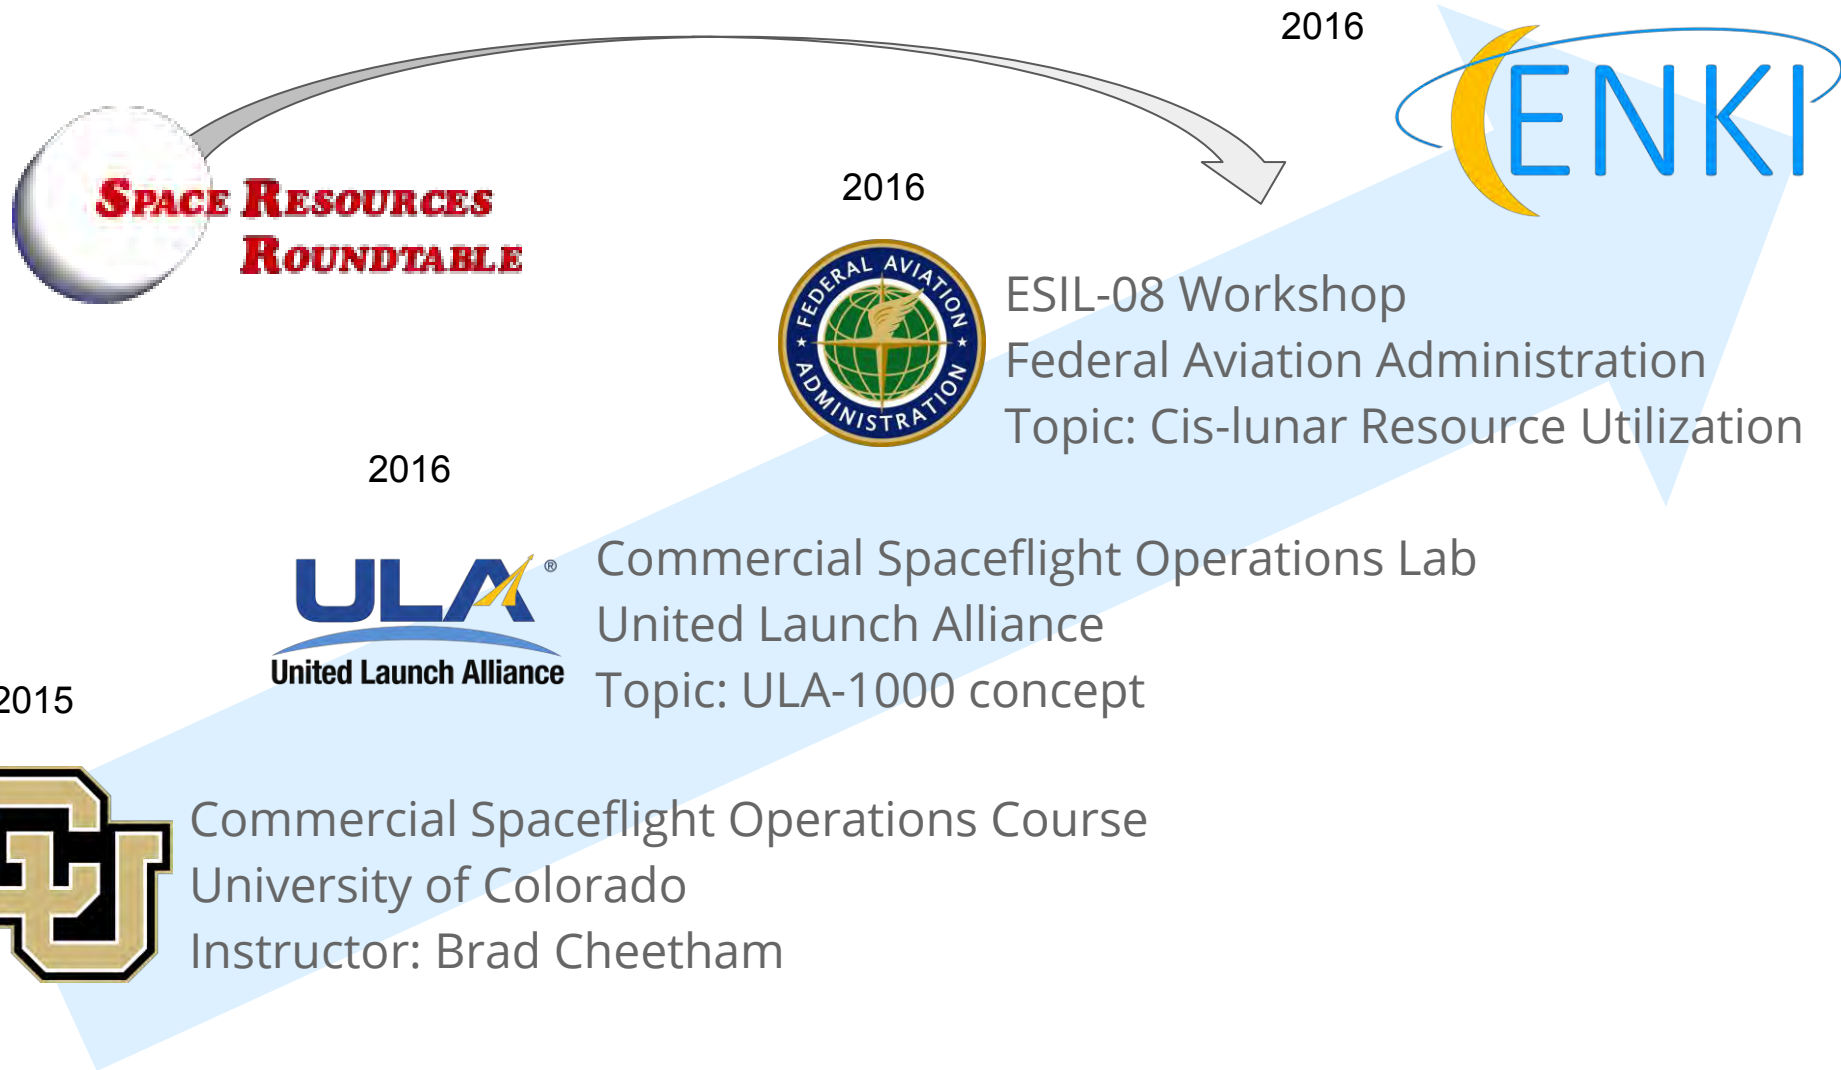 2016
ENKI
SPACE RESOURCES
ROUNDTABLE
2016
FEDERAL AVIATION
ADMINISTRATION
ESIL-08 Workshop
Federal Aviation Administration
Topic: Cis-lunar Resource Utilization
2016
ULA®
United Launch Alliance
Commercial Spaceflight Operations Lab
United Launch Alliance
Topic: ULA-1000 concept
2015
CU
Commercial Spaceflight Operations Course
University of Colorado
Instructor: Brad Cheetham